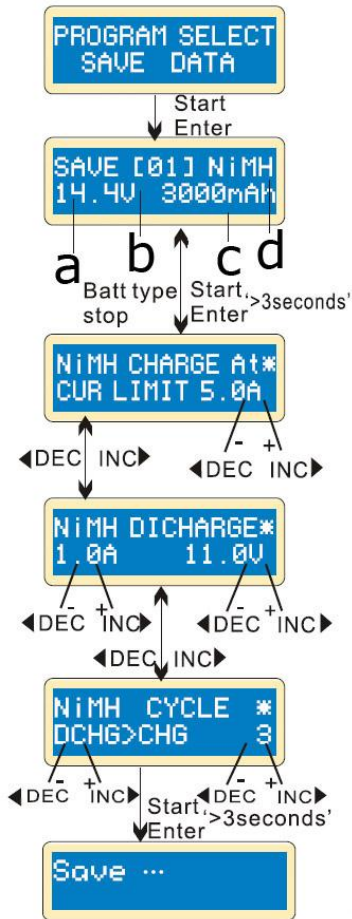 PROGRAM SELECT
SAVE DATA
Start
Enter
SAVE [01] NiMH
14.4V 3000mAh
a b c d
Batt type
stop
Start
Enter '>3seconds'
NiMH CHARGE At*
CUR LIMIT 5.0A
◀DEC INC▶
- +
◀DEC INC▶
NiMH DICHARGE*
1.0A 11.0V
- +
◀DEC INC▶
- +
◀DEC INC▶
◀DEC INC▶
NiMH CYCLE *
DCHG>CHG 3
- +
◀DEC INC▶
- +
◀DEC INC▶
Start
Enter '>3seconds'
Save ...